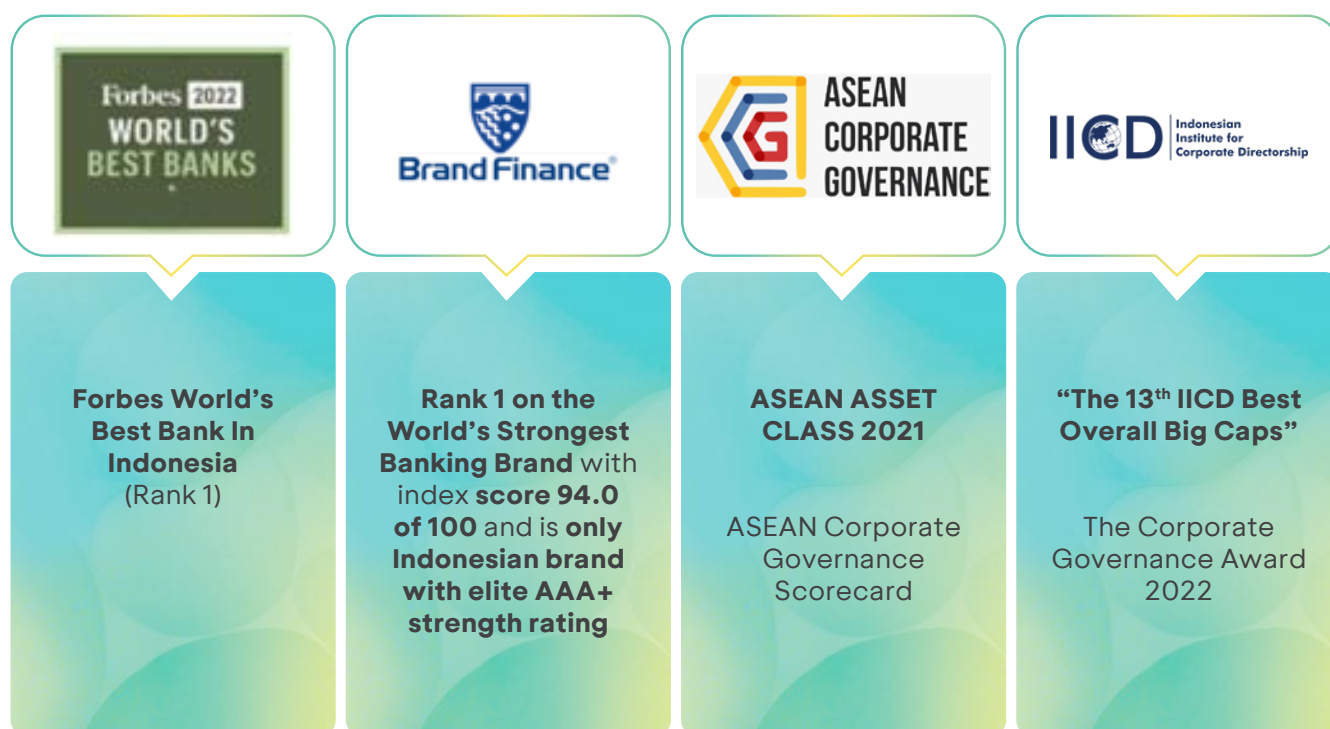 Forbes 2022
WORLD'S
BEST BANKS
Brand Finance®
ASEAN
CORPORATE
GOVERNANCE
IICD
Indonesian
Institute for
Corporate Directorship
Forbes World's
Best Bank In
Indonesia
(Rank 1)
Rank 1 on the
World's Strongest
Banking Brand with
index score 94.0
of 100 and is only
Indonesian brand
with elite AAA+
strength rating
ASEAN ASSET
CLASS 2021
ASEAN Corporate
Governance
Scorecard
“The 13th IICD Best
Overall Big Caps”
The Corporate
Governance Award
2022